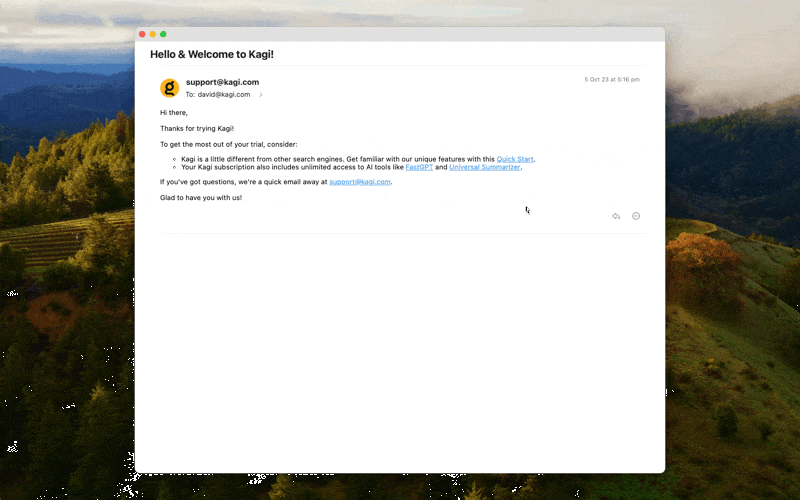 Hello & Welcome to Kagi!
g
support@kagi.com
5 Oct 23 at 5:16 pm
To: david@kagi.com
Hi there,
Thanks for trying Kagi!
To get the most out of your trial, consider:
Kagi is a little different from other search engines. Get familiar with our unique features with this Quick Start.
Your Kagi subscription also includes unlimited access to AI tools like FastGPT and Universal Summarizer.
If you've got questions, we're a quick email away at support@kagi.com.
Glad to have you with us!